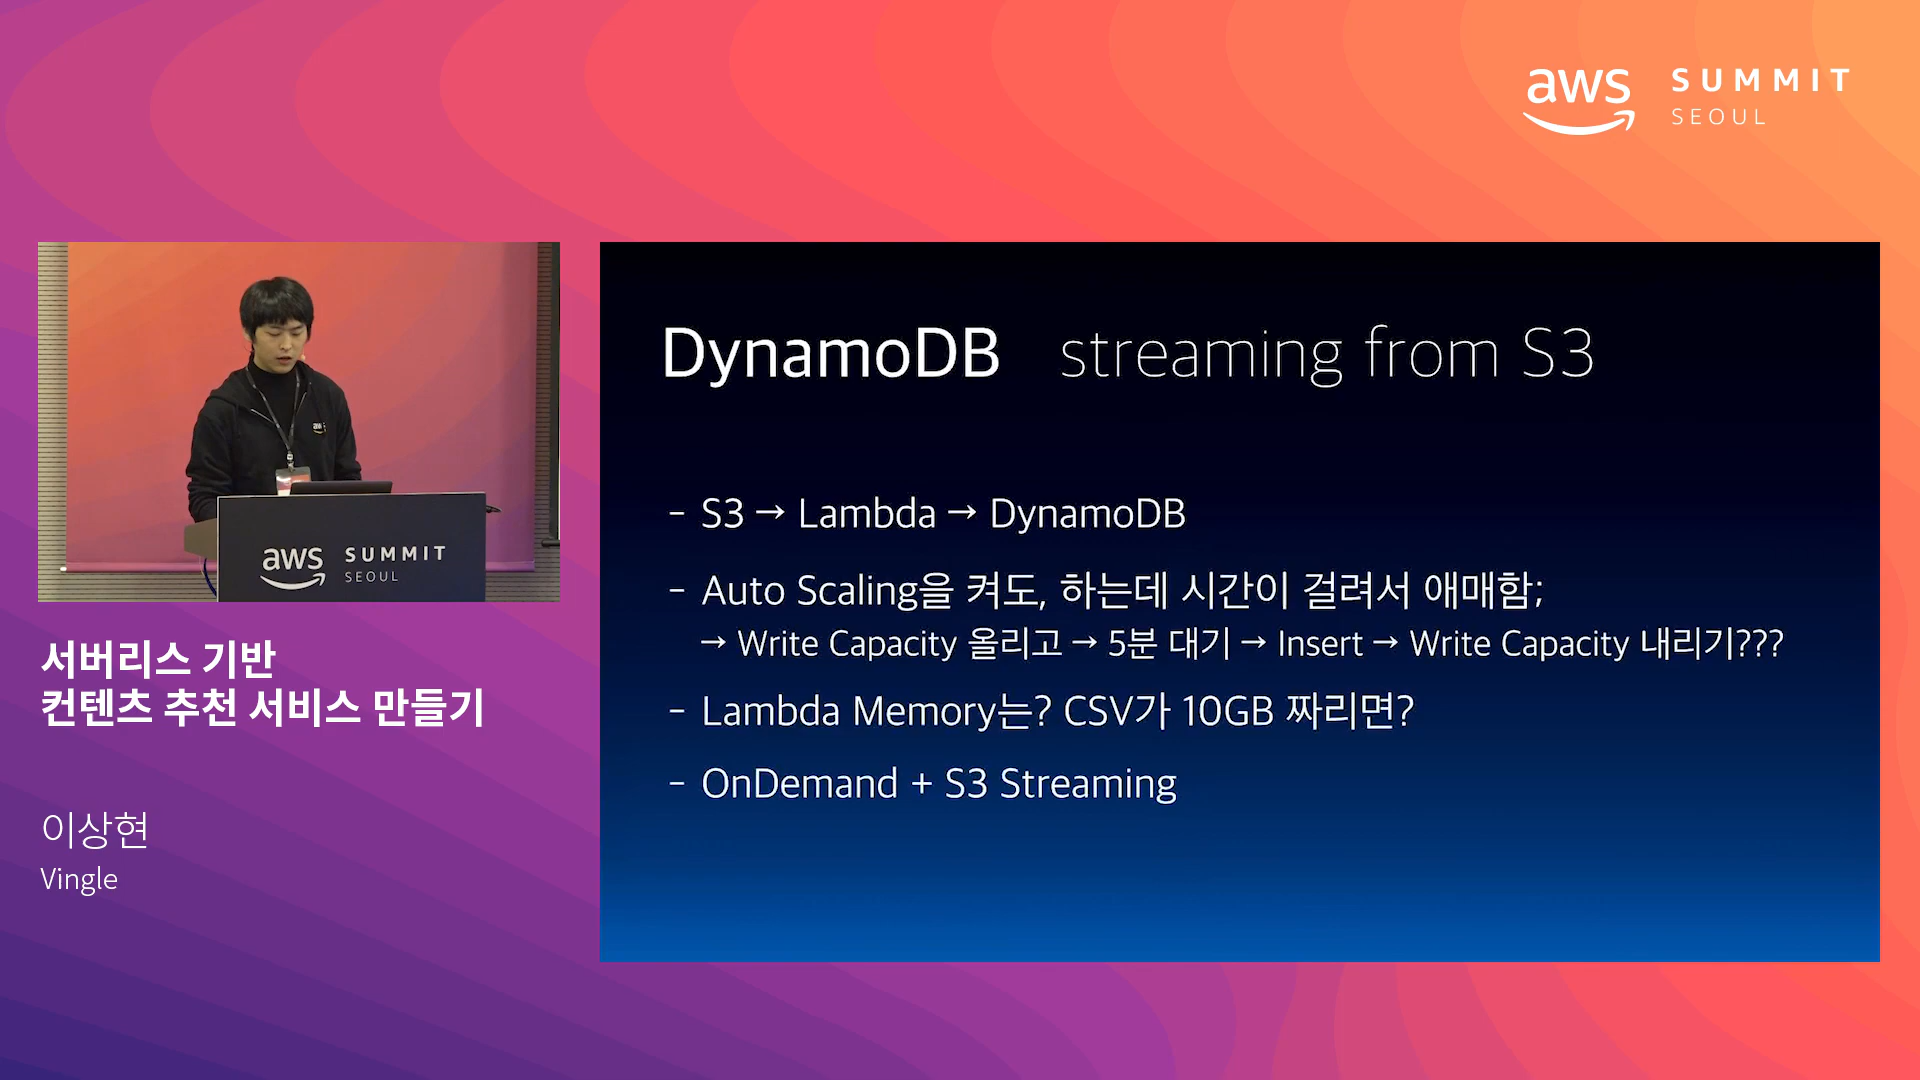 aws SUMMIT
SEOUL
aws SUMMIT
SEOUL
서버리스 기반
컨텐츠 추천 서비스 만들기
이상현
Vingle
DynamoDB streaming from S3
- S3 → Lambda → DynamoDB
- Auto Scaling을 켜도, 하는데 시간이 걸려서 애매함;
→ Write Capacity 올리고 → 5분 대기 → Insert → Write Capacity 내리기???
- Lambda Memory는? CSV가 10GB 짜리면?
- OnDemand + S3 Streaming